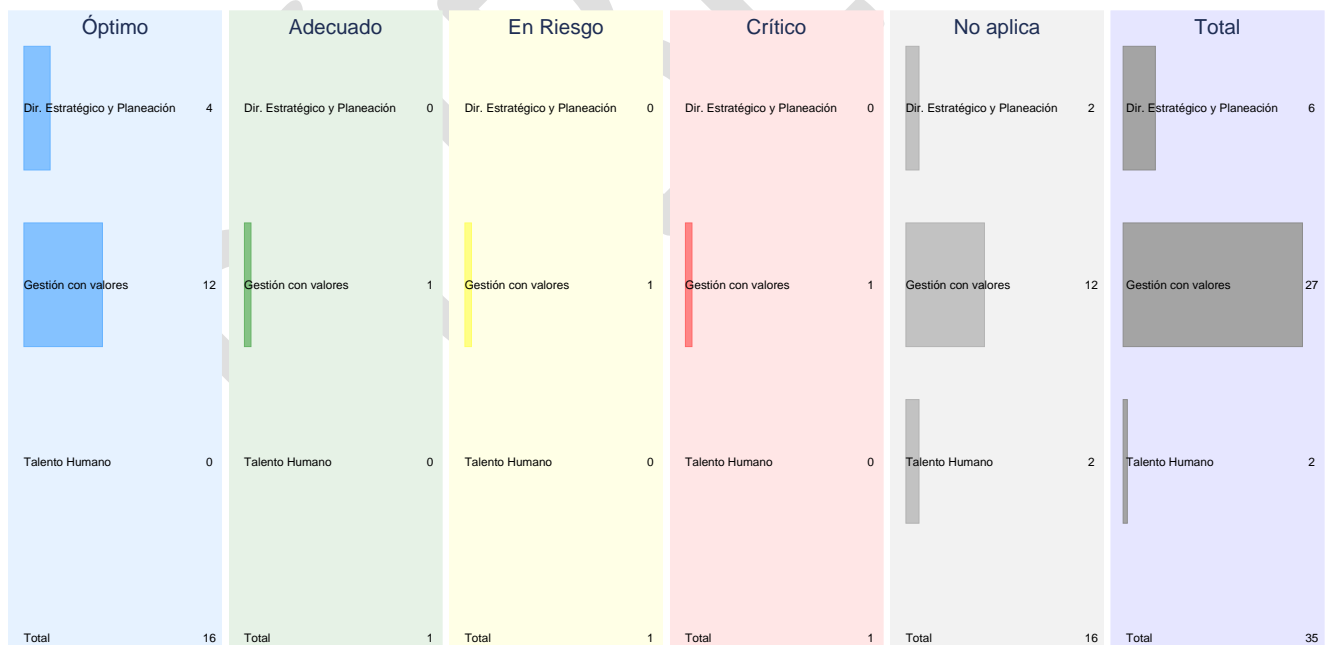 Óptimo Adecuado En Riesgo Crítico No aplica Total
Dir. Estratégico y Planeación 4 Dir. Estratégico y Planeación 0 Dir. Estratégico y Planeación 0 Dir. Estratégico y Planeación 0 Dir. Estratégico y Planeación 2 Dir. Estratégico y Planeación 6
Gestión con valores 12 Gestión con valores 1 Gestión con valores 1 Gestión con valores 1 Gestión con valores 12 Gestión con valores 27
Talento Humano 0 Talento Humano 0 Talento Humano 0 Talento Humano 0 Talento Humano 2 Talento Humano 2
Total 16 Total 1 Total 1 Total 1 Total 16 Total 35